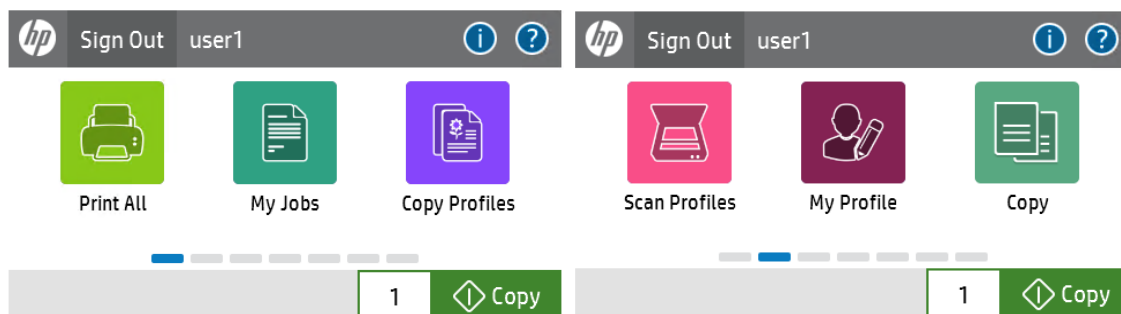 hp Sign Out user1 i ?
Print All My Jobs Copy Profiles
1 Copy
hp Sign Out user1 i ?
Scan Profiles My Profile Copy
1 Copy